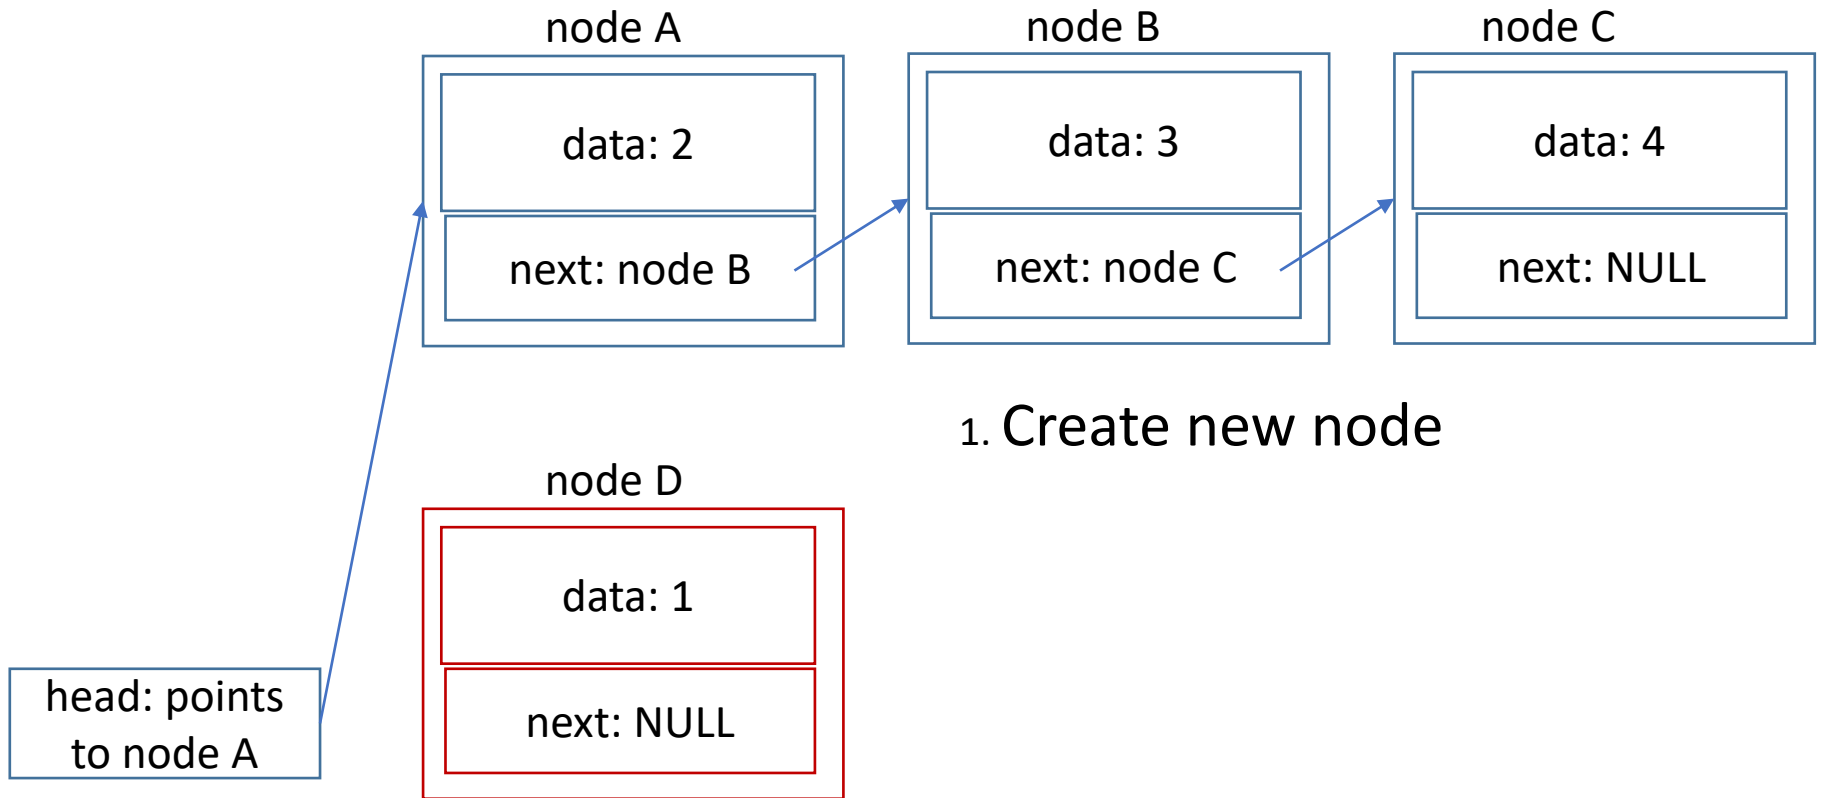 node A
node B
node C
data: 2
data: 3
data: 4
next: node B
next: node C
next: NULL
1. Create new node
node D
data: 1
next: NULL
head: points
to node A